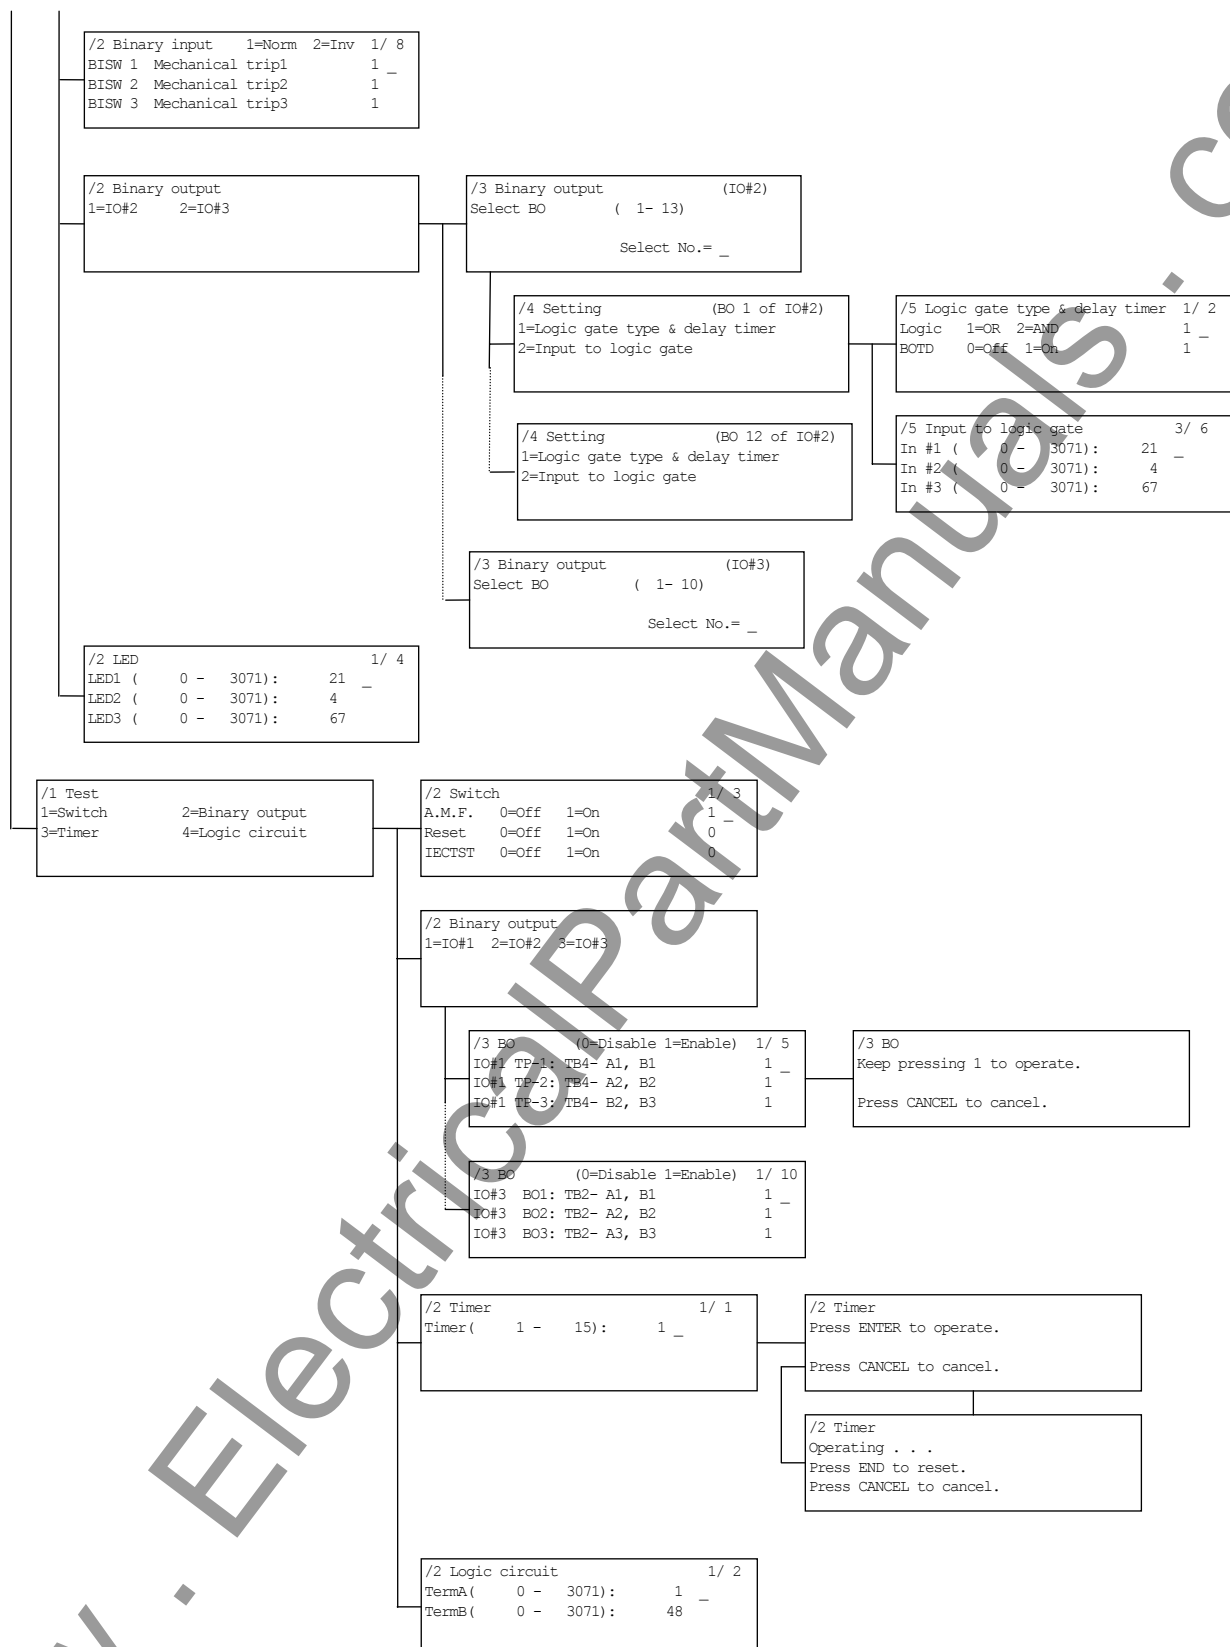 /2 Binary input 1=Norm 2=Inv 1/ 8
BISW 1 Mechanical trip1 1 _
BISW 2 Mechanical trip2 1
BISW 3 Mechanical trip3 1
/2 Binary output
1=IO#2 2=IO#3
/3 Binary output (IO#2)
Select BO ( 1- 13)
Select No.= _
/4 Setting (BO 1 of IO#2)
1=Logic gate type & delay timer
2=Input to logic gate
/5 Logic gate type & delay timer 1/ 2
Logic 1=OR 2=AND 1 _
BOTD 0=Off 1=On 1
/4 Setting (BO 12 of IO#2)
1=Logic gate type & delay timer
2=Input to logic gate
/5 Input to logic gate 3/ 6
In #1 ( 0 - 3071): 21 _
In #2 ( 0 - 3071): 4
In #3 ( 0 - 3071): 67
/3 Binary output (IO#3)
Select BO ( 1- 10)
Select No.= _
/2 LED 1/ 4
LED1 ( 0 - 3071): 21 _
LED2 ( 0 - 3071): 4
LED3 ( 0 - 3071): 67
/1 Test
1=Switch 2=Binary output
3=Timer 4=Logic circuit
/2 Switch 1/ 3
A.M.F. 0=Off 1=On 1 _
Reset 0=Off 1=On 0
IECTST 0=Off 1=On 0
/2 Binary output
1=IO#1 2=IO#2 3=IO#3
/3 BO (0=Disable 1=Enable) 1/ 5
IO#1 TP-1: TB4- A1, B1 1 _
IO#1 TP-2: TB4- A2, B2 1
IO#1 TP-3: TB4- B2, B3 1
/3 BO
Keep pressing 1 to operate.
Press CANCEL to cancel.
/3 BO (0=Disable 1=Enable) 1/ 10
IO#3 BO1: TB2- A1, B1 1 _
IO#3 BO2: TB2- A2, B2 1
IO#3 BO3: TB2- A3, B3 1
/2 Timer 1/ 1
Timer( 1 - 15): 1 _
/2 Timer
Press ENTER to operate.
Press CANCEL to cancel.
/2 Timer
Operating . . .
Press END to reset.
Press CANCEL to cancel.
/2 Logic circuit 1/ 2
TermA( 0 - 3071): 1 _
TermB( 0 - 3071): 48
. ElectricalPartManuals .